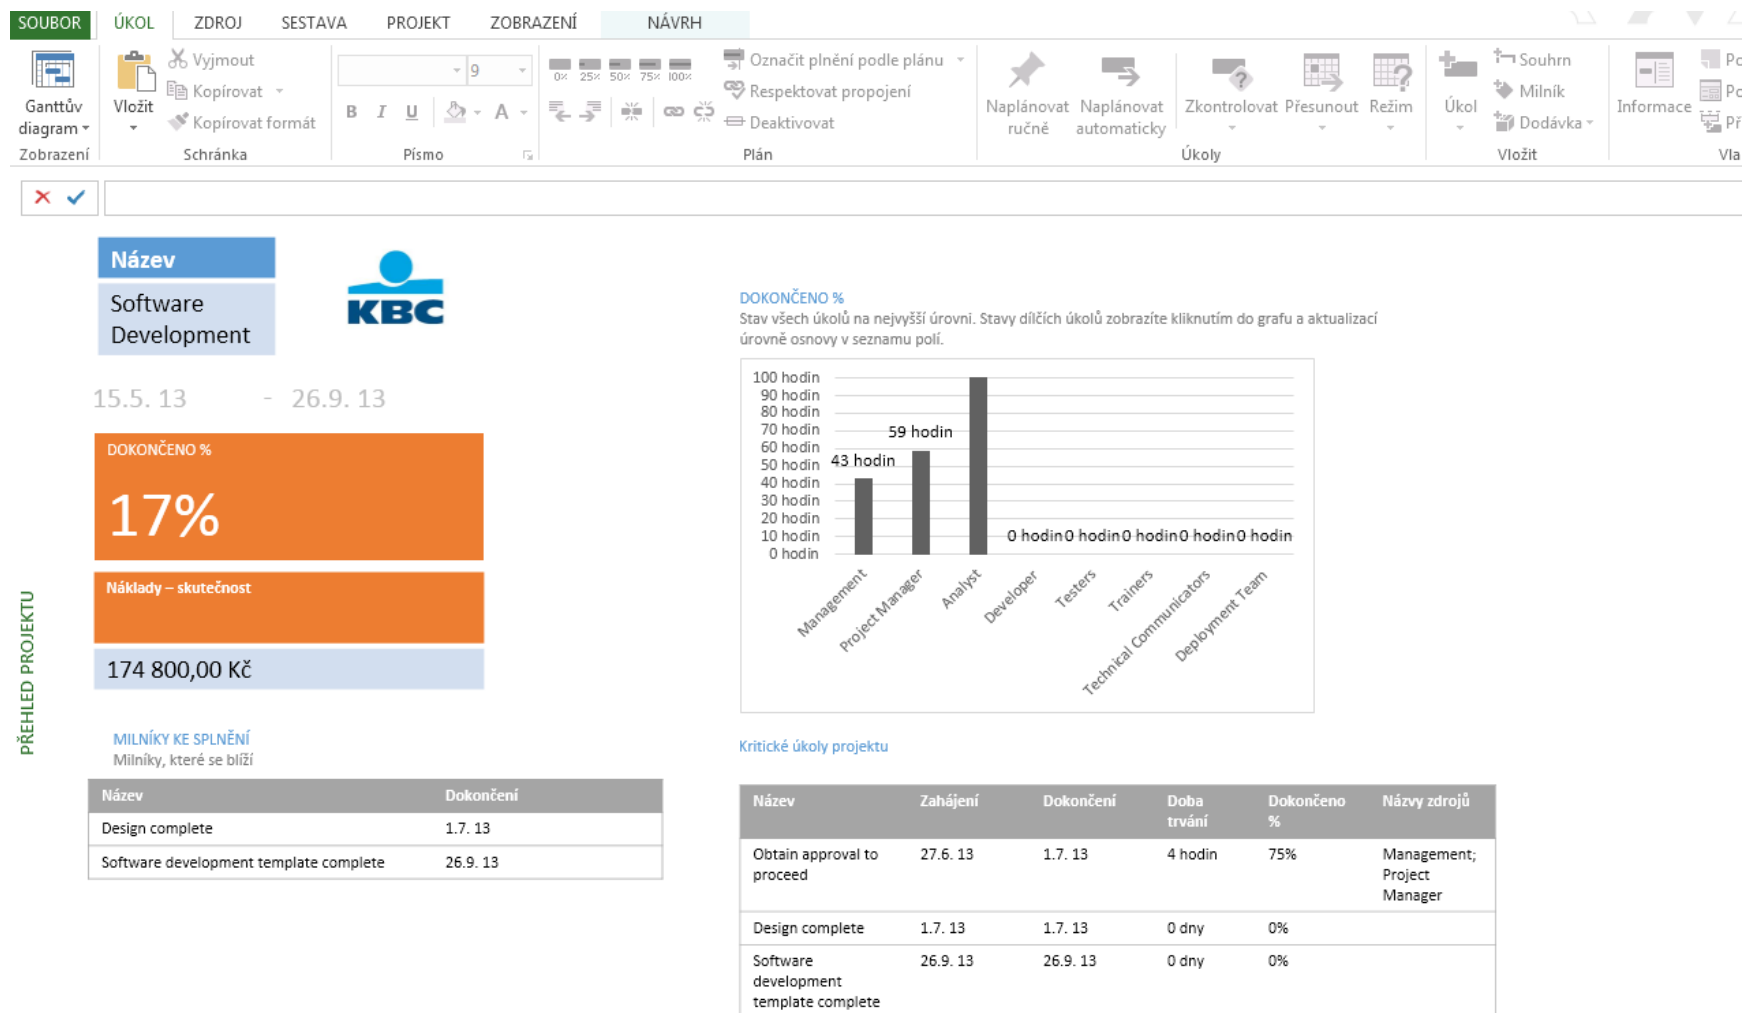 SOUBOR ÚKOL ZDROJ SESTAVA PROJEKT ZOBRAZENÍ NÁVRH
Ganttův diagram
Zobrazení
Vložit
Vyjmout
Kopírovat
Kopírovat formát
Schránka
9
B I U A
Písmo
0% 25% 50% 75% 100%
Označit plnění podle plánu
Respektovat propojení
Deaktivovat
Plán
Naplánovat ručně
Naplánovat automaticky
Zkontrolovat
Přesunout
Režim
Úkoly
Úkol
Souhrn
Milník
Dodávka
Vložit
Informace
PŘEHLED PROJEKTU
Název
Software
Development
KBC
15.5. 13 - 26.9. 13
DOKONČENO %
17%
Náklady – skutečnost
174 800,00 Kč
MILNÍKY KE SPLNĚNÍ
Milníky, které se blíží
Název Dokončení
Design complete 1.7. 13
Software development template complete 26.9. 13
DOKONČENO %
Stav všech úkolů na nejvyšší úrovni. Stavy dílčích úkolů zobrazíte kliknutím do grafu a aktualizací
úrovně osnovy v seznamu polí.
100 hodin
90 hodin
80 hodin
70 hodin
60 hodin
50 hodin
40 hodin
30 hodin
20 hodin
10 hodin
0 hodin
43 hodin
59 hodin
0 hodin 0 hodin 0 hodin 0 hodin 0 hodin
Management
Project Manager
Analyst
Developer
Testers
Trainers
Technical Communicators
Deployment Team
Kritické úkoly projektu
Název Zahájení Dokončení Doba trvání Dokončeno % Názvy zdrojů
Obtain approval to proceed 27.6. 13 1.7. 13 4 hodin 75% Management; Project Manager
Design complete 1.7. 13 1.7. 13 0 dny 0%
Software development template complete 26.9. 13 26.9. 13 0 dny 0%